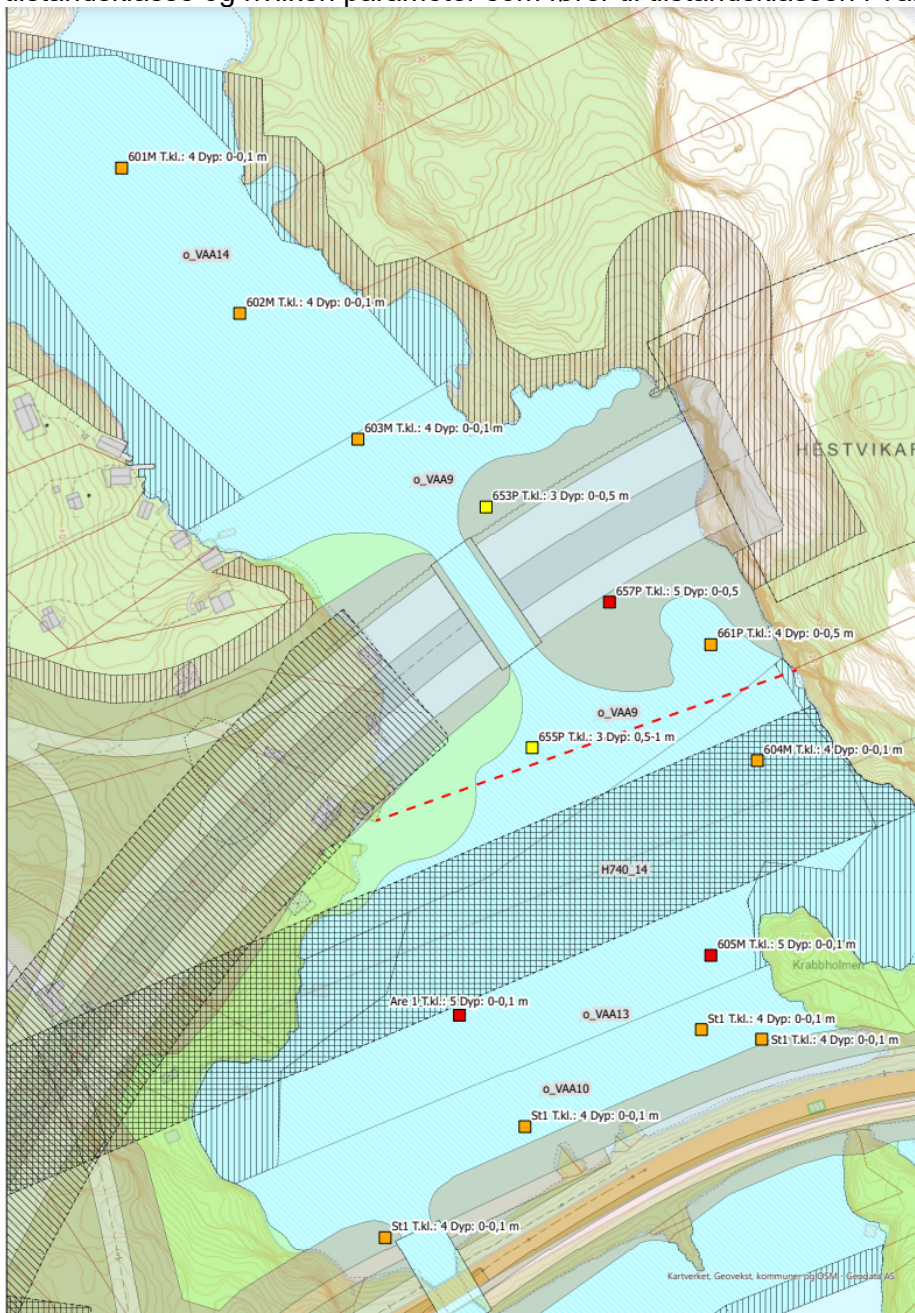 601M T.kl.: 4 Dyp: 0-0,1 m
o_VAA14
602M T.kl.: 4 Dyp: 0-0,1 m
603M T.kl.: 4 Dyp: 0-0,1 m
HESTVIKAF
o_VAA9
653P T.kl.: 3 Dyp: 0-0,5 m
657P T.kl.: 5 Dyp: 0-0,5
661P T.kl.: 4 Dyp: 0-0,5 m
o_VAA9
655P T.kl.: 3 Dyp: 0,5-1 m
604M T.kl.: 4 Dyp: 0-0,1 m
H740_14
605M T.kl.: 5 Dyp: 0-0,1 m
Krabbholmen
Are 1 T.kl.: 5 Dyp: 0-0,1 m
o_VAA13
St1 T.kl.: 4 Dyp: 0-0,1 m
St1 T.kl.: 4 Dyp: 0-0,1 m
o_VAA10
St1 T.kl.: 4 Dyp: 0-0,1 m
St1 T.kl.: 4 Dyp: 0-0,1 m
Kartverket, Geovekst, kommuner og OSM - Geodata AS